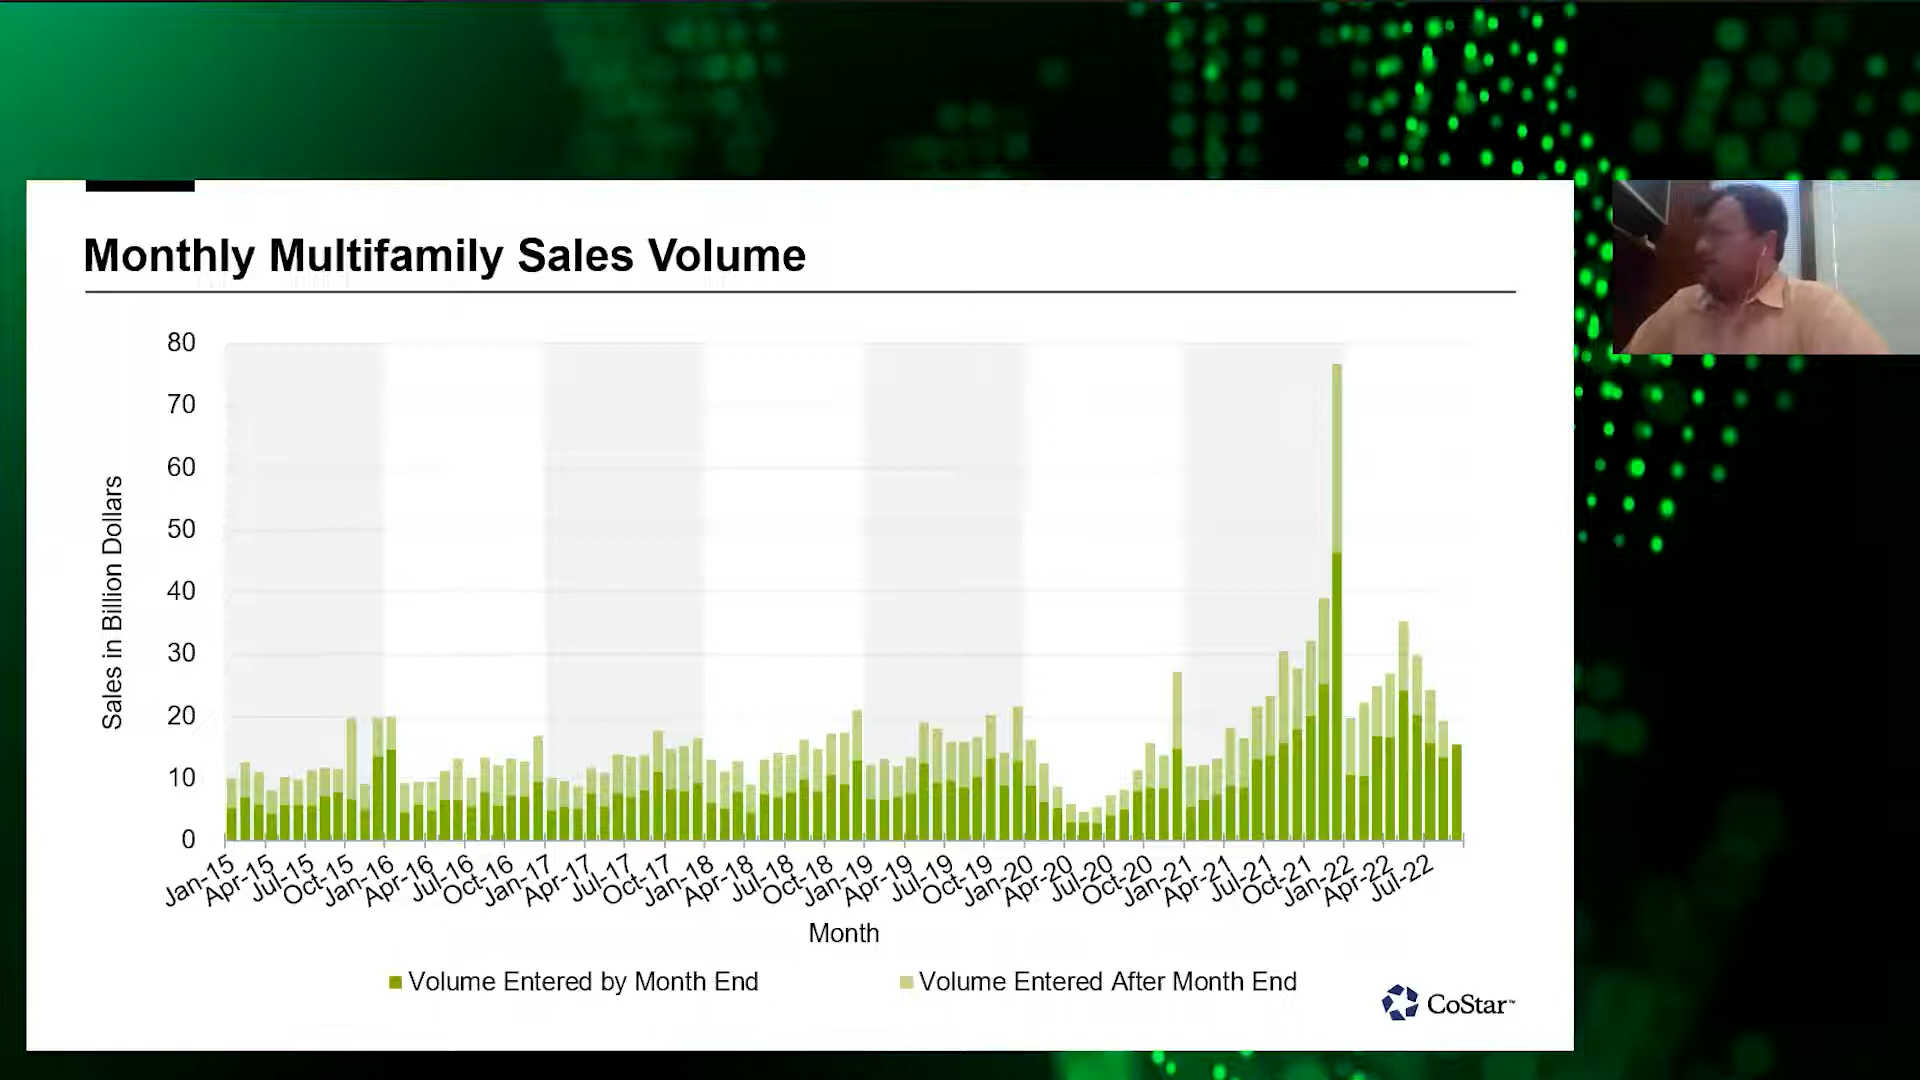 Monthly Multifamily Sales Volume
80
70
60
50
40
30
20
10
0
Sales in Billion Dollars
Jan-15 Apr-15 Jul-15 Oct-15 Jan-16 Apr-16 Jul-16 Oct-16 Jan-17 Apr-17 Jul-17 Oct-17 Jan-18 Apr-18 Jul-18 Oct-18 Jan-19 Apr-19 Jul-19 Oct-19 Jan-20 Apr-20 Jul-20 Oct-20 Jan-21 Apr-21 Jul-21 Oct-21 Jan-22 Apr-22 Jul-22
Month
Volume Entered by Month End Volume Entered After Month End
CoStar™